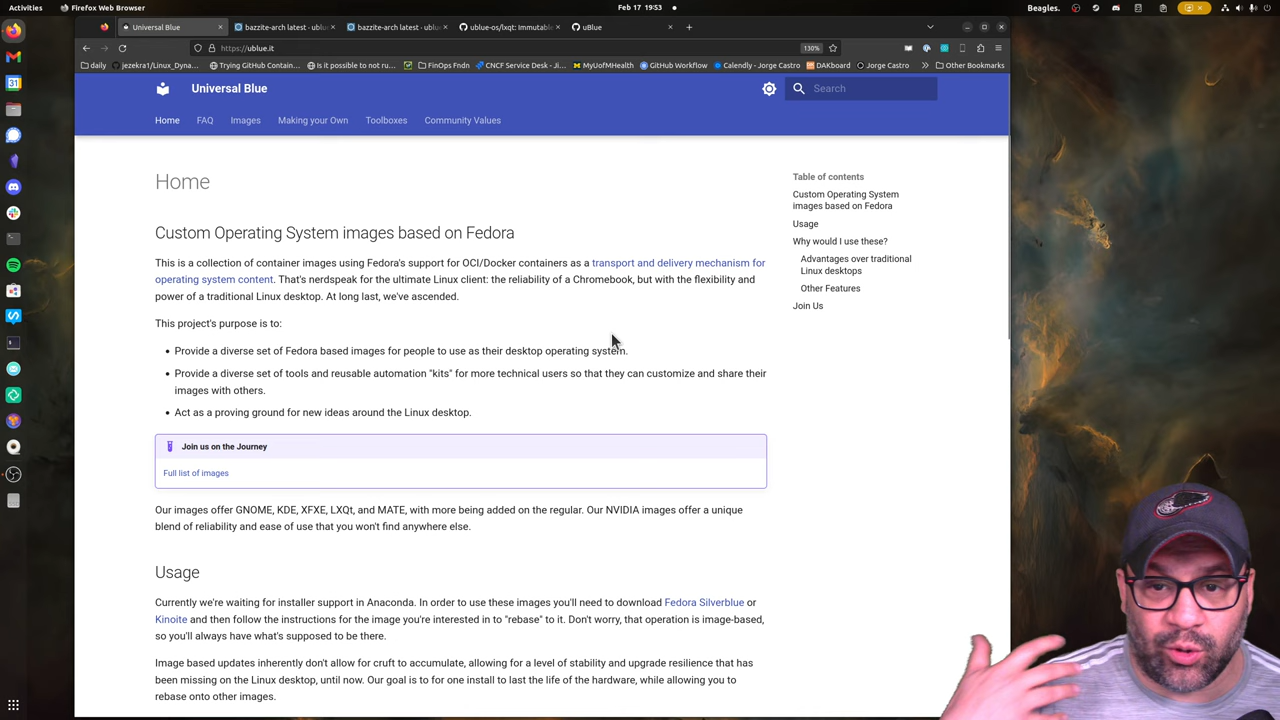 Activities
Firefox Web Browser
Feb 17 19:53
Beagles.
Universal Blue
bazzite-arch latest · ublue-os
bazzite-arch latest · ublue-os
ublue-os/lxqt: Immutable
uBlue
https://ublue.it
130%
daily
jezekra1/Linux_Dyna...
Trying GitHub Contain...
Is it possible to not ru...
FinOps Fndn
CNCF Service Desk - Ji...
MyUofMHealth
GitHub Workflow
Calendly - Jorge Castro
DAKboard
Jorge Castro
Other Bookmarks
Universal Blue
Search
Home
FAQ
Images
Making your Own
Toolboxes
Community Values
Home
Custom Operating System images based on Fedora
This is a collection of container images using Fedora's support for OCI/Docker containers as a transport and delivery mechanism for
operating system content. That's nerdspeak for the ultimate Linux client: the reliability of a Chromebook, but with the flexibility and
power of a traditional Linux desktop. At long last, we've ascended.
This project's purpose is to:
• Provide a diverse set of Fedora based images for people to use as their desktop operating system.
• Provide a diverse set of tools and reusable automation "kits" for more technical users so that they can customize and share their
images with others.
• Act as a proving ground for new ideas around the Linux desktop.
Join us on the Journey
Full list of images
Our images offer GNOME, KDE, XFXE, LXQt, and MATE, with more being added on the regular. Our NVIDIA images offer a unique
blend of reliability and ease of use that you won't find anywhere else.
Usage
Currently we're waiting for installer support in Anaconda. In order to use these images you'll need to download Fedora Silverblue or
Kinoite and then follow the instructions for the image you're interested in to "rebase" to it. Don't worry, that operation is image-based,
so you'll always have what's supposed to be there.
Image based updates inherently don't allow for cruft to accumulate, allowing for a level of stability and upgrade resilience that has
been missing on the Linux desktop, until now. Our goal is to for one install to last the life of the hardware, while allowing you to
rebase onto other images.
Table of contents
Custom Operating System
images based on Fedora
Usage
Why would I use these?
Advantages over traditional
Linux desktops
Other Features
Join Us